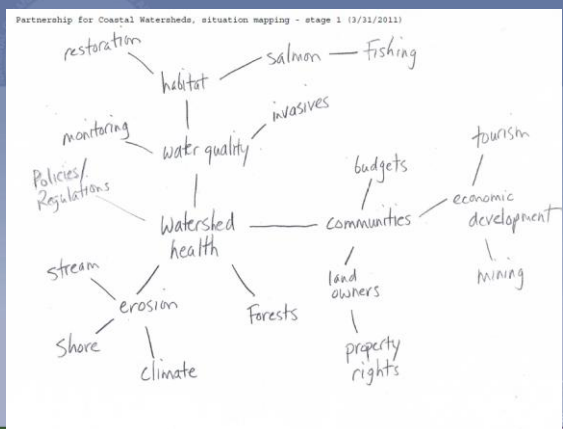 Partnership for Coastal Watersheds, situation mapping - stage 1 (3/31/2011)
restoration
salmon
Fishing
habitat
invasives
monitoring
water quality
tourism
Policies/
Regulations
budgets
economic
development
Watershed
health
communities
stream
land
owners
mining
erosion
Forests
Shore
climate
property
rights